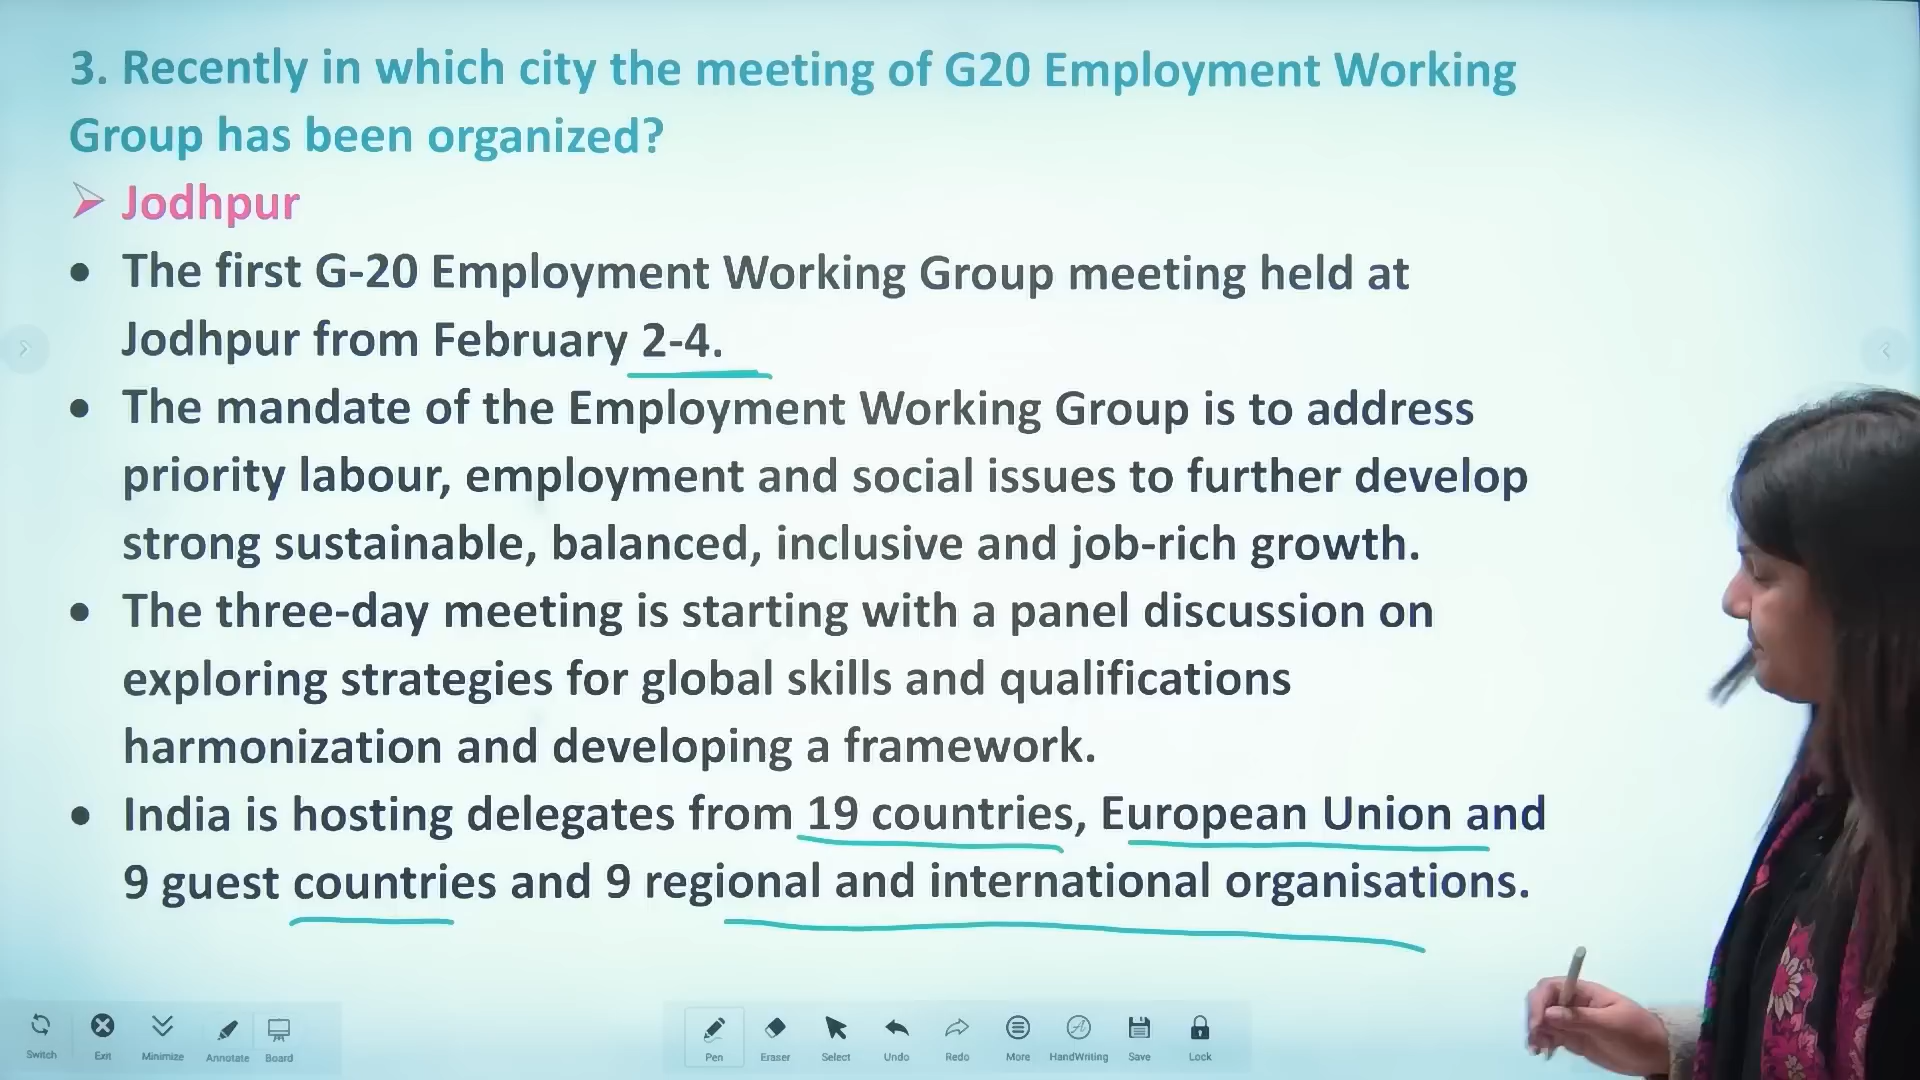 3. Recently in which city the meeting of G20 Employment Working
Group has been organized?
Jodhpur
The first G-20 Employment Working Group meeting held at
Jodhpur from February 2-4.
The mandate of the Employment Working Group is to address
priority labour, employment and social issues to further develop
strong sustainable, balanced, inclusive and job-rich growth.
The three-day meeting is starting with a panel discussion on
exploring strategies for global skills and qualifications
harmonization and developing a framework.
India is hosting delegates from 19 countries, European Union and
9 guest countries and 9 regional and international organisations.
Switch Exit Minimize Annotate Board Pen Eraser Select Undo Redo More HandWriting Save Lock